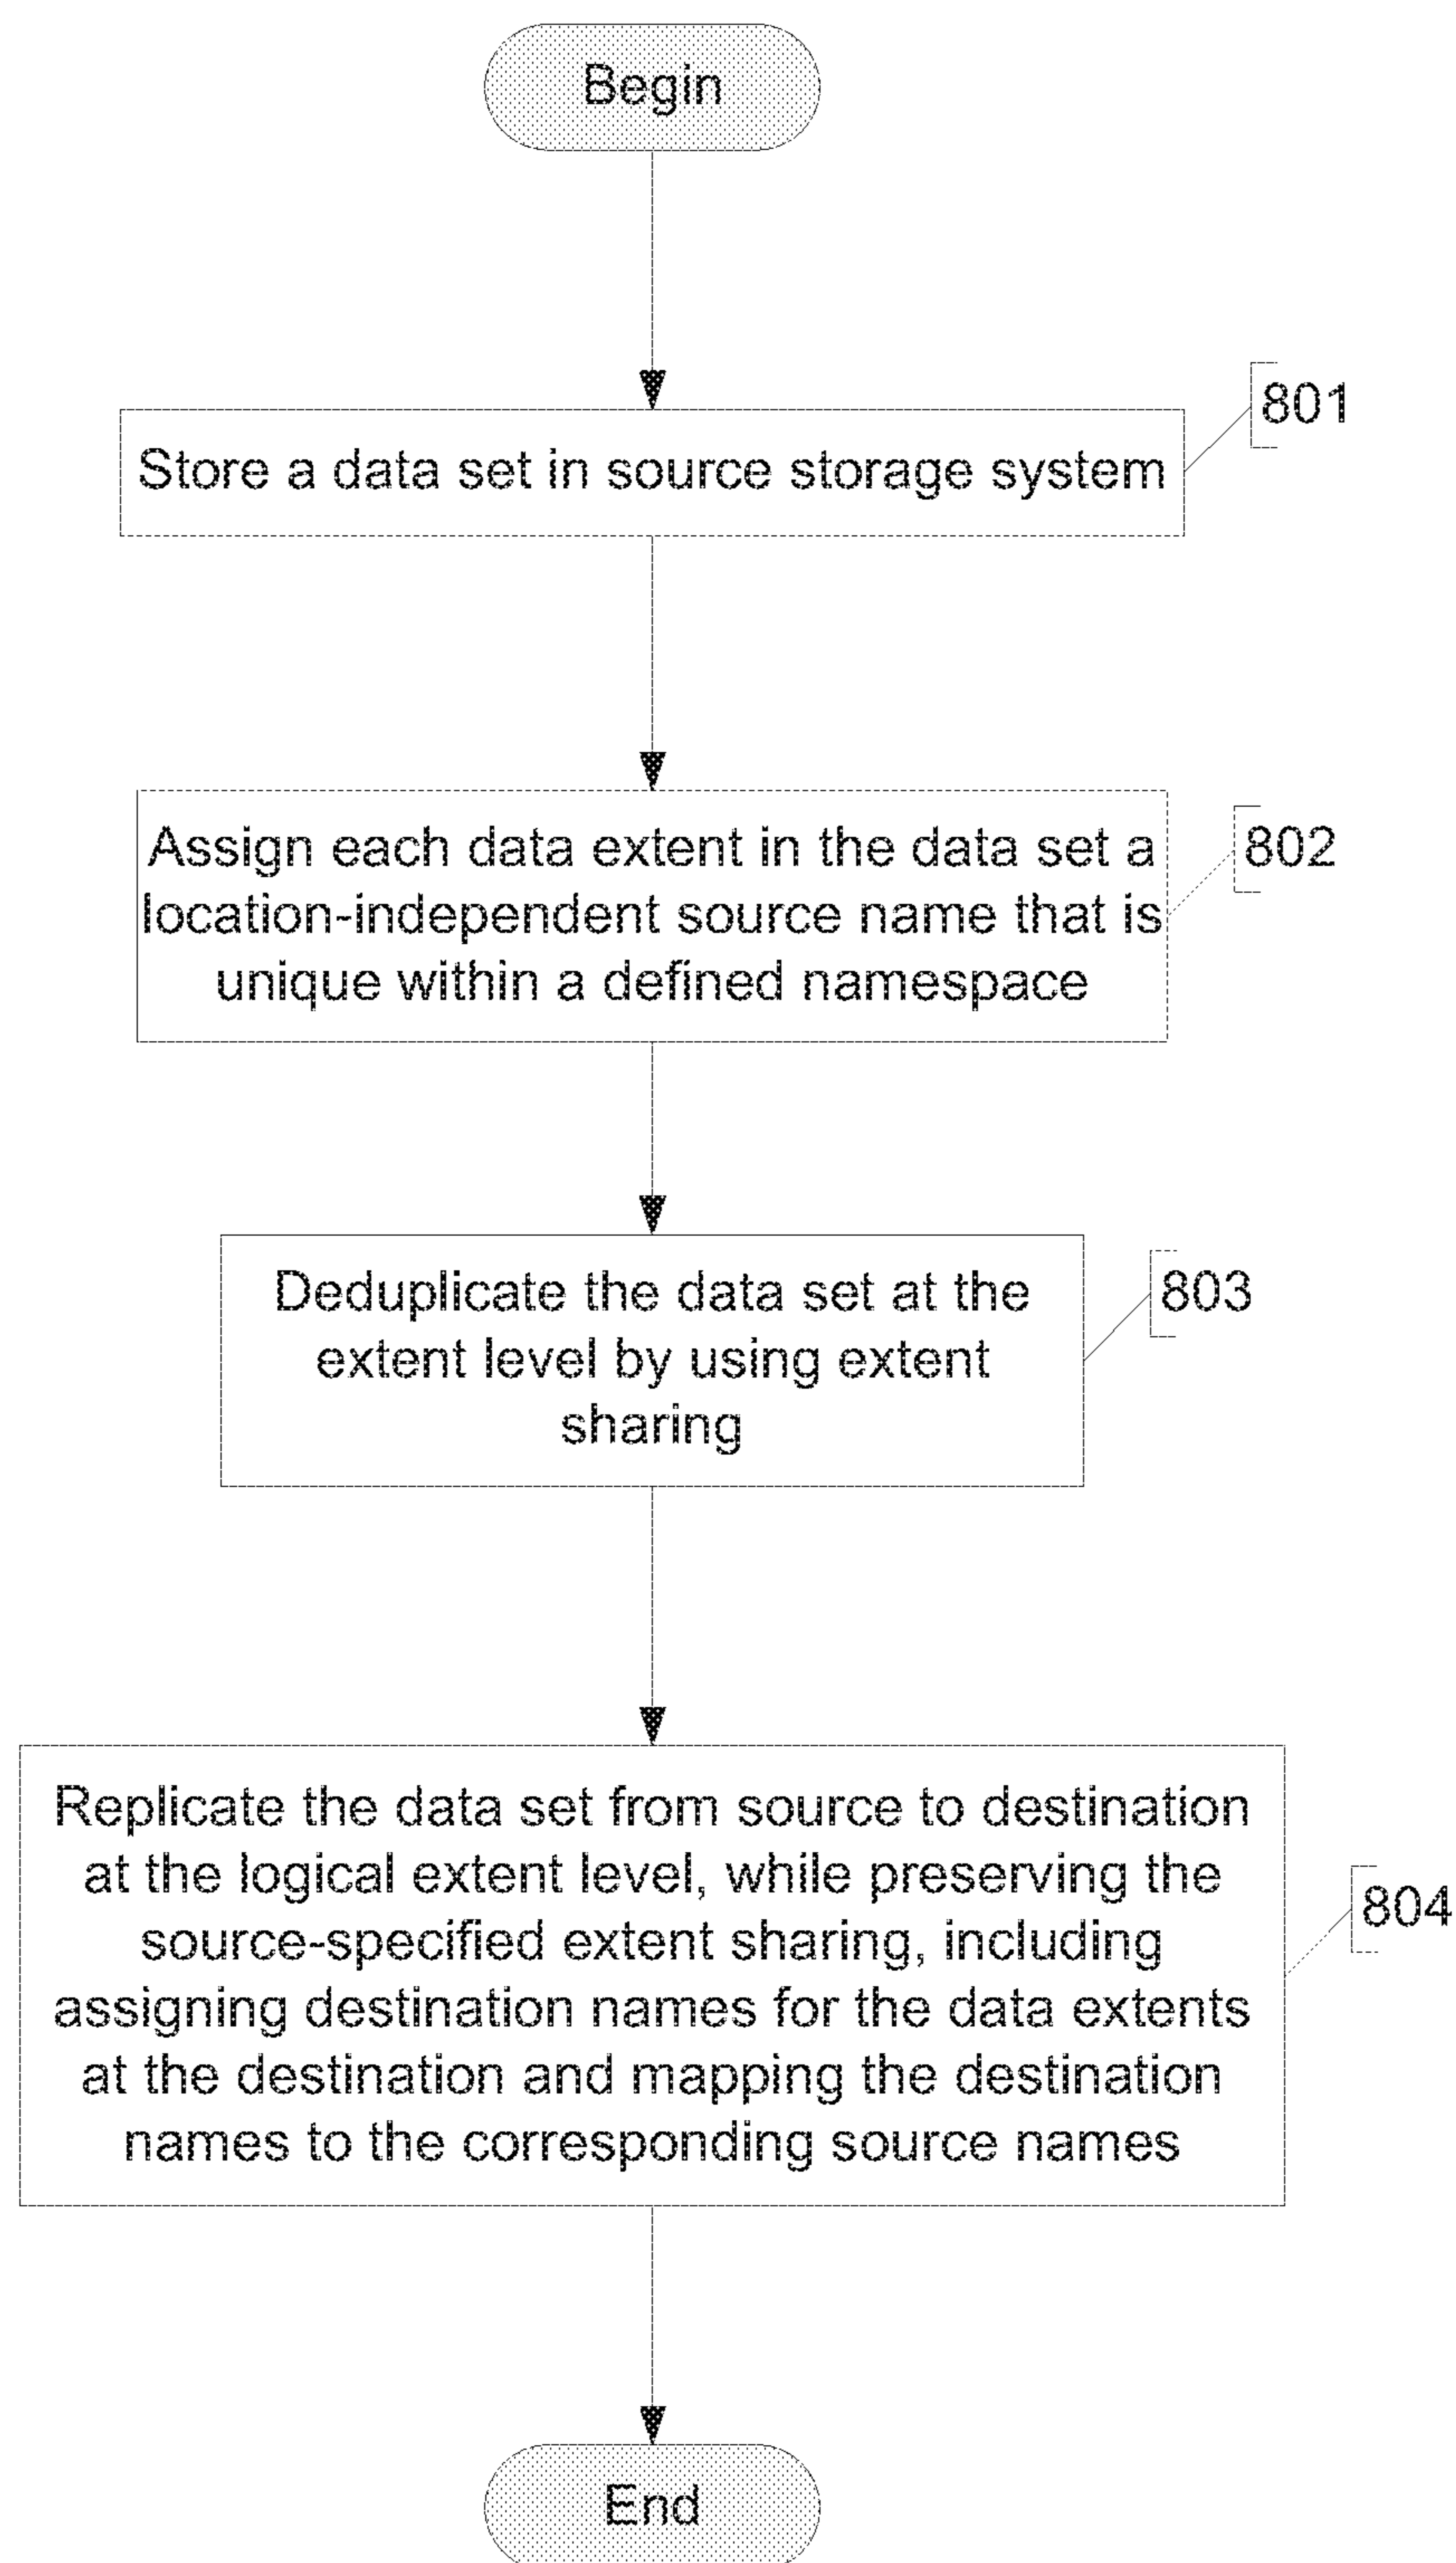 Begin
801
Store a data set in source storage system
802
Assign each data extent in the data set a
location-independent source name that is
unique within a defined namespace
803
Deduplicate the data set at the
extent level by using extent
sharing
Replicate the data set from source to destination
at the logical extent level, while preserving the
804
source-specified extent sharing, including
assigning destination names for the data extents
at the destination and mapping the destination
names to the corresponding source names
End